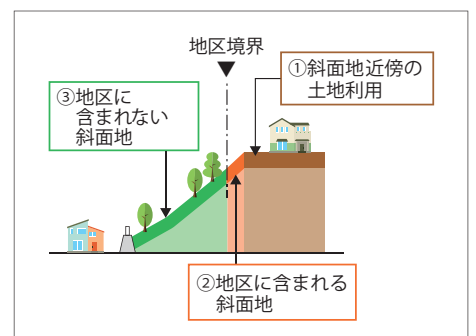 地区境界
①斜面地近傍の
土地利用
③地区に
含まれない
斜面地
②地区に含まれる
斜面地